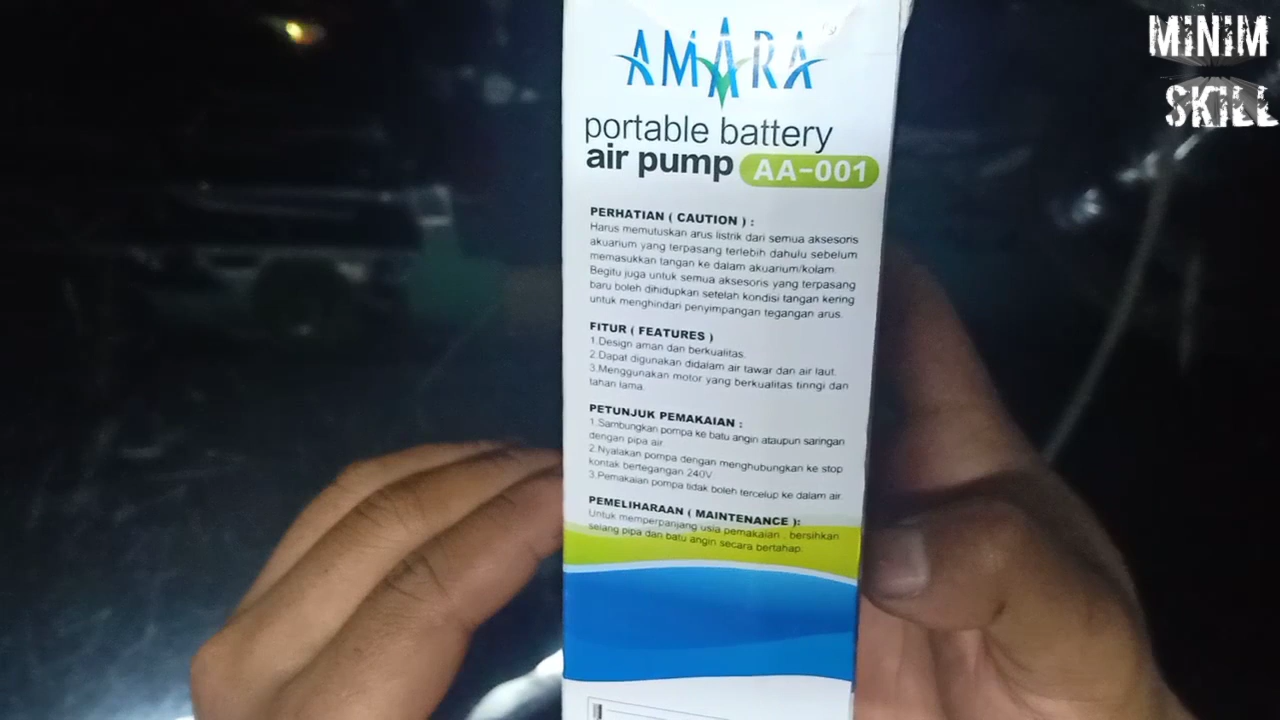 MiNiM
SKiLL
AMARA
portable battery
air pump AA-001
PERHATIAN ( CAUTION ) :
Harus memutuskan arus listrik dari semua aksesoris
akuarium yang terpasang terlebih dahulu sebelum
memasukkan tangan ke dalam akuarium/kolam.
Begitu juga untuk semua aksesoris yang terpasang
baru boleh dihidupkan setelah kondisi tangan kering
untuk menghindari penyimpangan tegangan arus.
FITUR ( FEATURES )
1.Design aman dan berkualitas.
2.Dapat digunakan didalam air tawar dan air laut.
3.Menggunakan motor yang berkualitas tinngi dan
tahan lama.
PETUNJUK PEMAKAIAN :
1.Sambungkan pompa ke batu angin ataupun saringan
dengan pipa air
2.Nyalakan pompa dengan menghubungkan ke stop
kontak bertegangan 240V
3.Pemakaian pompa tidak boleh tercelup ke dalam air
PEMELIHARAAN ( MAINTENANCE ):
Untuk memperpanjang usia pemakaian , bersihkan
selang pipa dan batu angin secara bertahap.